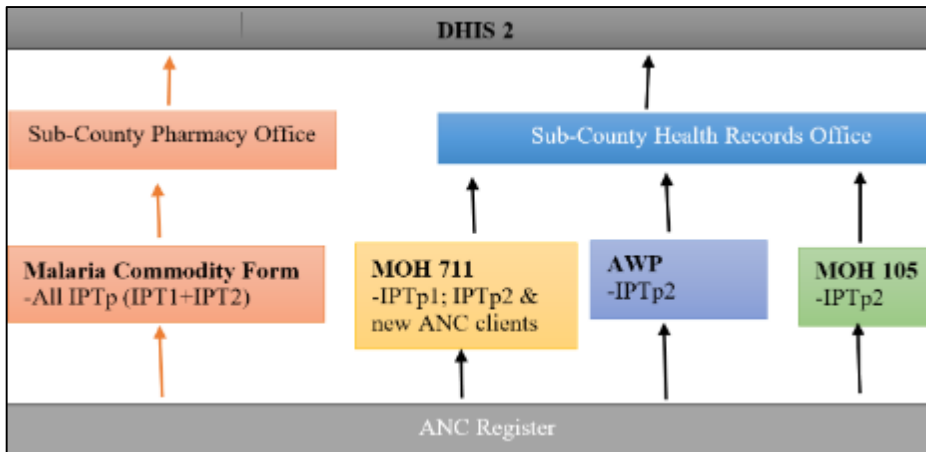 DHIS 2
Sub-County Pharmacy Office
Sub-County Health Records Office
Malaria Commodity Form
-All IPTp (IPT1+IPT2)
MOH 711
-IPTp1; IPTp2 &
new ANC clients
AWP
-IPTp2
MOH 105
-IPTp2
ANC Register